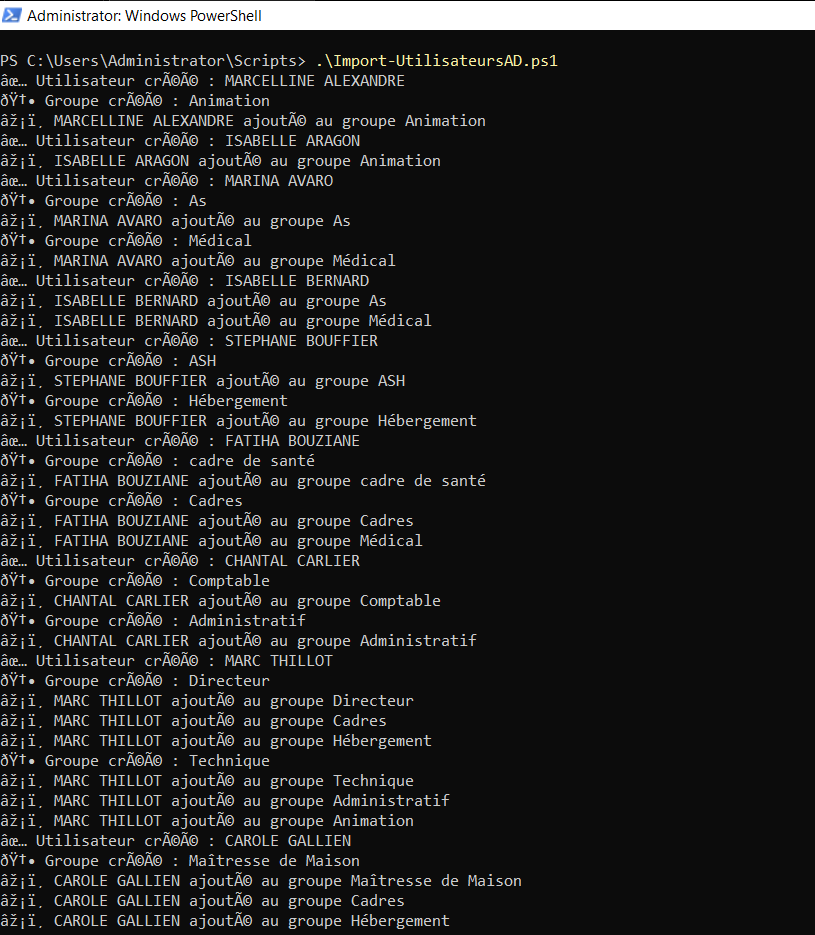 Administrator: Windows PowerShell
PS C:\Users\Administrator\Scripts> .\Import-UtilisateursAD.ps1
âœ… Utilisateur crÃ©Ã© : MARCELLINE ALEXANDRE
ðŸ†• Groupe crÃ©Ã© : Animation
âž¡ï¸ MARCELLINE ALEXANDRE ajoutÃ© au groupe Animation
âœ… Utilisateur crÃ©Ã© : ISABELLE ARAGON
âž¡ï¸ ISABELLE ARAGON ajoutÃ© au groupe Animation
âœ… Utilisateur crÃ©Ã© : MARINA AVARO
ðŸ†• Groupe crÃ©Ã© : As
âž¡ï¸ MARINA AVARO ajoutÃ© au groupe As
ðŸ†• Groupe crÃ©Ã© : Médical
âž¡ï¸ MARINA AVARO ajoutÃ© au groupe Médical
âœ… Utilisateur crÃ©Ã© : ISABELLE BERNARD
âž¡ï¸ ISABELLE BERNARD ajoutÃ© au groupe As
âž¡ï¸ ISABELLE BERNARD ajoutÃ© au groupe Médical
âœ… Utilisateur crÃ©Ã© : STEPHANE BOUFFIER
ðŸ†• Groupe crÃ©Ã© : ASH
âž¡ï¸ STEPHANE BOUFFIER ajoutÃ© au groupe ASH
ðŸ†• Groupe crÃ©Ã© : Hébergement
âž¡ï¸ STEPHANE BOUFFIER ajoutÃ© au groupe Hébergement
âœ… Utilisateur crÃ©Ã© : FATIHA BOUZIANE
ðŸ†• Groupe crÃ©Ã© : cadre de santé
âž¡ï¸ FATIHA BOUZIANE ajoutÃ© au groupe cadre de santé
ðŸ†• Groupe crÃ©Ã© : Cadres
âž¡ï¸ FATIHA BOUZIANE ajoutÃ© au groupe Cadres
âž¡ï¸ FATIHA BOUZIANE ajoutÃ© au groupe Médical
âœ… Utilisateur crÃ©Ã© : CHANTAL CARLIER
ðŸ†• Groupe crÃ©Ã© : Comptable
âž¡ï¸ CHANTAL CARLIER ajoutÃ© au groupe Comptable
ðŸ†• Groupe crÃ©Ã© : Administratif
âž¡ï¸ CHANTAL CARLIER ajoutÃ© au groupe Administratif
âœ… Utilisateur crÃ©Ã© : MARC THILLOT
ðŸ†• Groupe crÃ©Ã© : Directeur
âž¡ï¸ MARC THILLOT ajoutÃ© au groupe Directeur
âž¡ï¸ MARC THILLOT ajoutÃ© au groupe Cadres
âž¡ï¸ MARC THILLOT ajoutÃ© au groupe Hébergement
ðŸ†• Groupe crÃ©Ã© : Technique
âž¡ï¸ MARC THILLOT ajoutÃ© au groupe Technique
âž¡ï¸ MARC THILLOT ajoutÃ© au groupe Administratif
âž¡ï¸ MARC THILLOT ajoutÃ© au groupe Animation
âœ… Utilisateur crÃ©Ã© : CAROLE GALLIEN
ðŸ†• Groupe crÃ©Ã© : Maîtresse de Maison
âž¡ï¸ CAROLE GALLIEN ajoutÃ© au groupe Maîtresse de Maison
âž¡ï¸ CAROLE GALLIEN ajoutÃ© au groupe Cadres
âž¡ï¸ CAROLE GALLIEN ajoutÃ© au groupe Hébergement